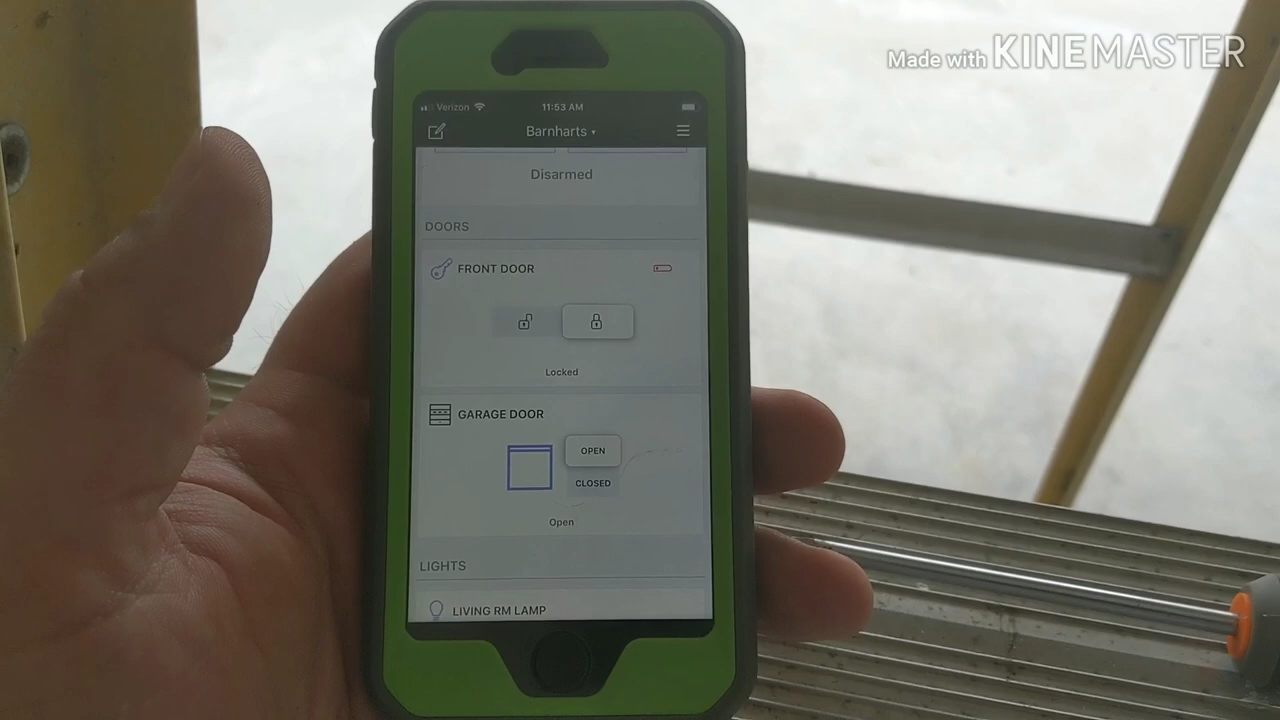 Made with KINEMASTER
Verizon 11:53 AM
Barnharts
Disarmed
DOORS
FRONT DOOR
Locked
GARAGE DOOR
OPEN
CLOSED
Open
LIGHTS
LIVING RM LAMP